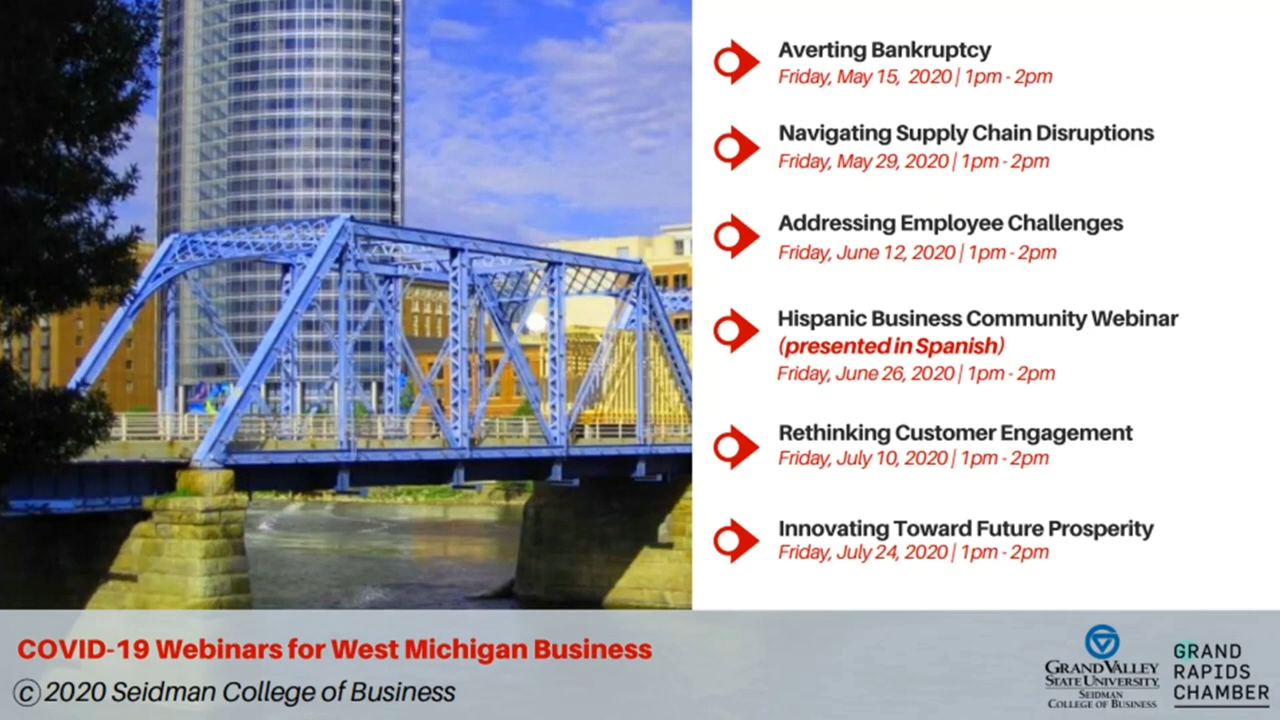 Averting Bankruptcy
Friday, May 15, 2020 | 1pm - 2pm
Navigating Supply Chain Disruptions
Friday, May 29, 2020 | 1pm - 2pm
Addressing Employee Challenges
Friday, June 12, 2020 | 1pm - 2pm
Hispanic Business Community Webinar
(presented in Spanish)
Friday, June 26, 2020 | 1pm - 2pm
Rethinking Customer Engagement
Friday, July 10, 2020 | 1pm - 2pm
Innovating Toward Future Prosperity
Friday, July 24, 2020 | 1pm - 2pm
COVID-19 Webinars for West Michigan Business
© 2020 Seidman College of Business
GRAND VALLEY
STATE UNIVERSITY
SEIDMAN
COLLEGE OF BUSINESS
GRAND
RAPIDS
CHAMBER